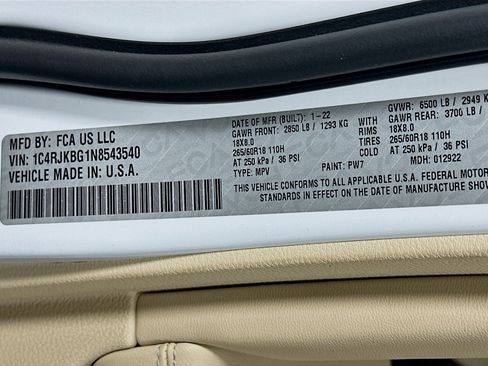 MFD BY: FCA US LLC
VIN: 1C4RJKBG1N8543540
VEHICLE MADE IN: U.S.A.
DATE OF MFR (BUILT): 1-22 GVWR: 6500 LB / 2949
GAWR FRONT: 2850 LB / 1293 KG GAWR REAR: 3700 LB /
18X8.0 RIMS 18X8.0
265/60R18 110H TIRES 265/60R18 110H
AT 250 kPa / 36 PSI COLD AT 250 kPa / 36 PSI
TYPE: MPV PAINT: PW7 MDH: 012922
THIS VEHICLE CONFORMS TO ALL APPLICABLE U.S.A. FEDERAL MOTOR
STANDARDS IN EFFECT ON THE DATE OF MANUFACTURE SHOW